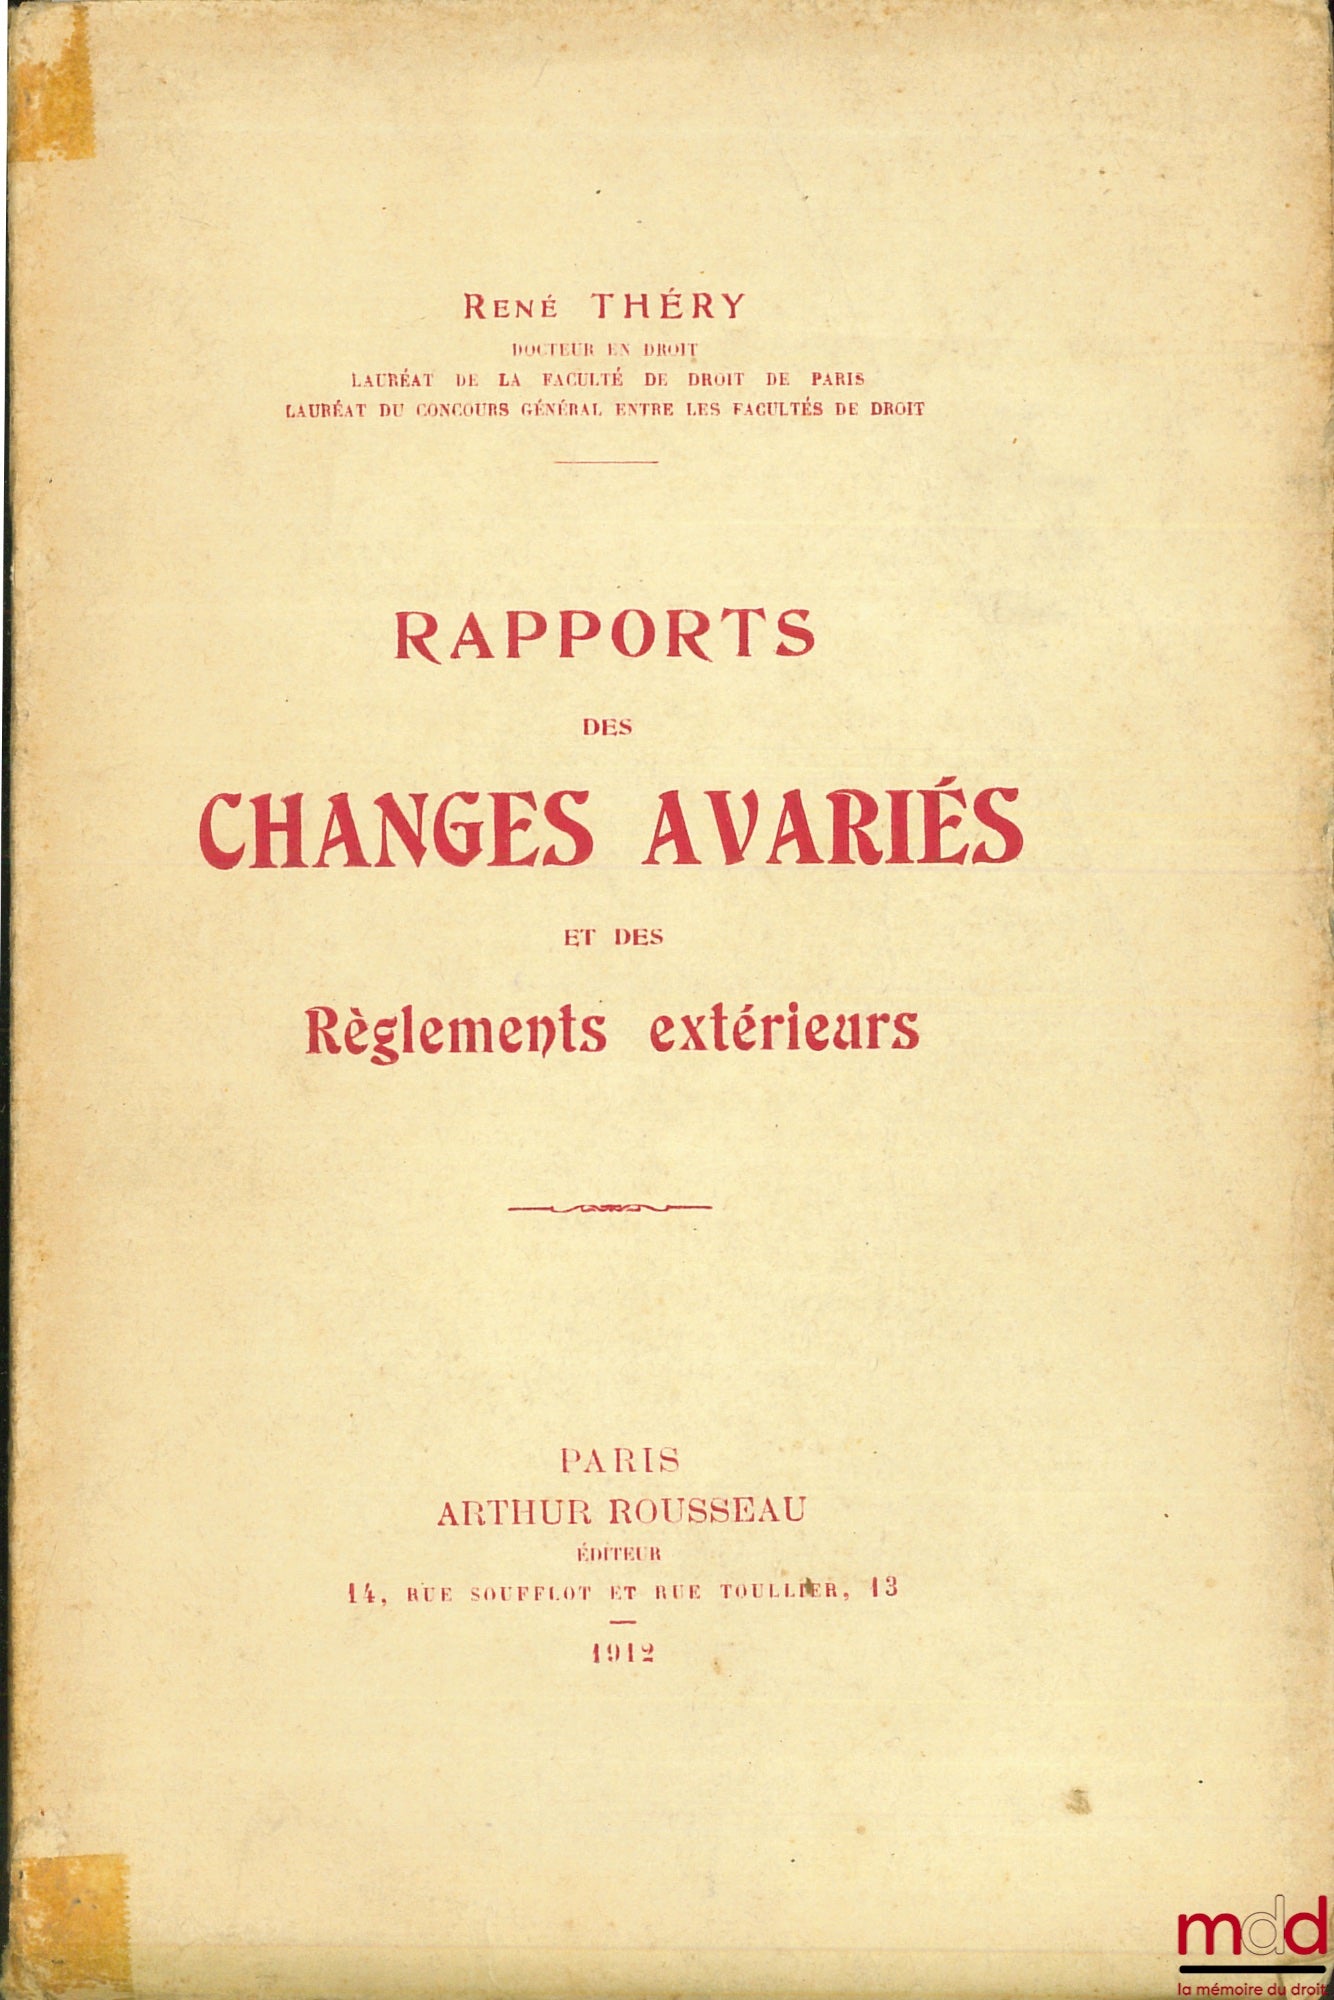 RENÉ THÉRY
DOCTEUR EN DROIT
LAURÉAT DE LA FACULTÉ DE DROIT DE PARIS
LAURÉAT DU CONCOURS GÉNÉRAL ENTRE LES FACULTÉS DE DROIT
RAPPORTS
DES
CHANGES AVARIÉS
ET DES
Règlements extérieurs
PARIS
ARTHUR ROUSSEAU
ÉDITEUR
14, RUE SOUFFLOT ET RUE TOULLIER, 13
1912
mdd
la mémoire du droit